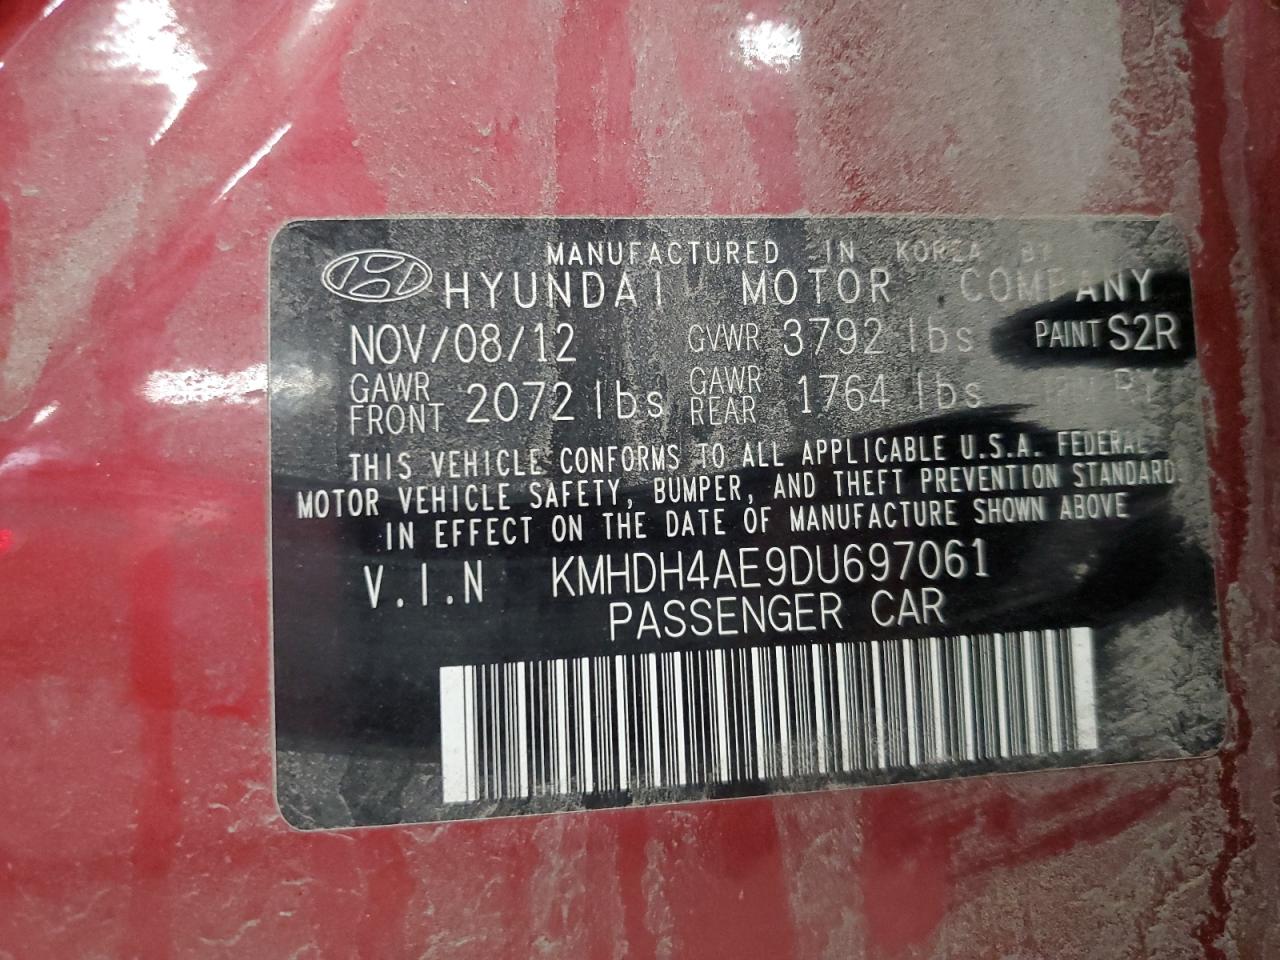 MANUFACTURED IN KOREA BY
HYUNDAI MOTOR COMPANY
NOV/08/12 GVWR 3792 lbs PAINT S2R
GAWR FRONT 2072 lbs GAWR REAR 1764 lbs BY
THIS VEHICLE CONFORMS TO ALL APPLICABLE U.S.A. FEDERAL
MOTOR VEHICLE SAFETY, BUMPER, AND THEFT PREVENTION STANDARD
IN EFFECT ON THE DATE OF MANUFACTURE SHOWN ABOVE
V.I.N KMHDH4AE9DU697061
PASSENGER CAR